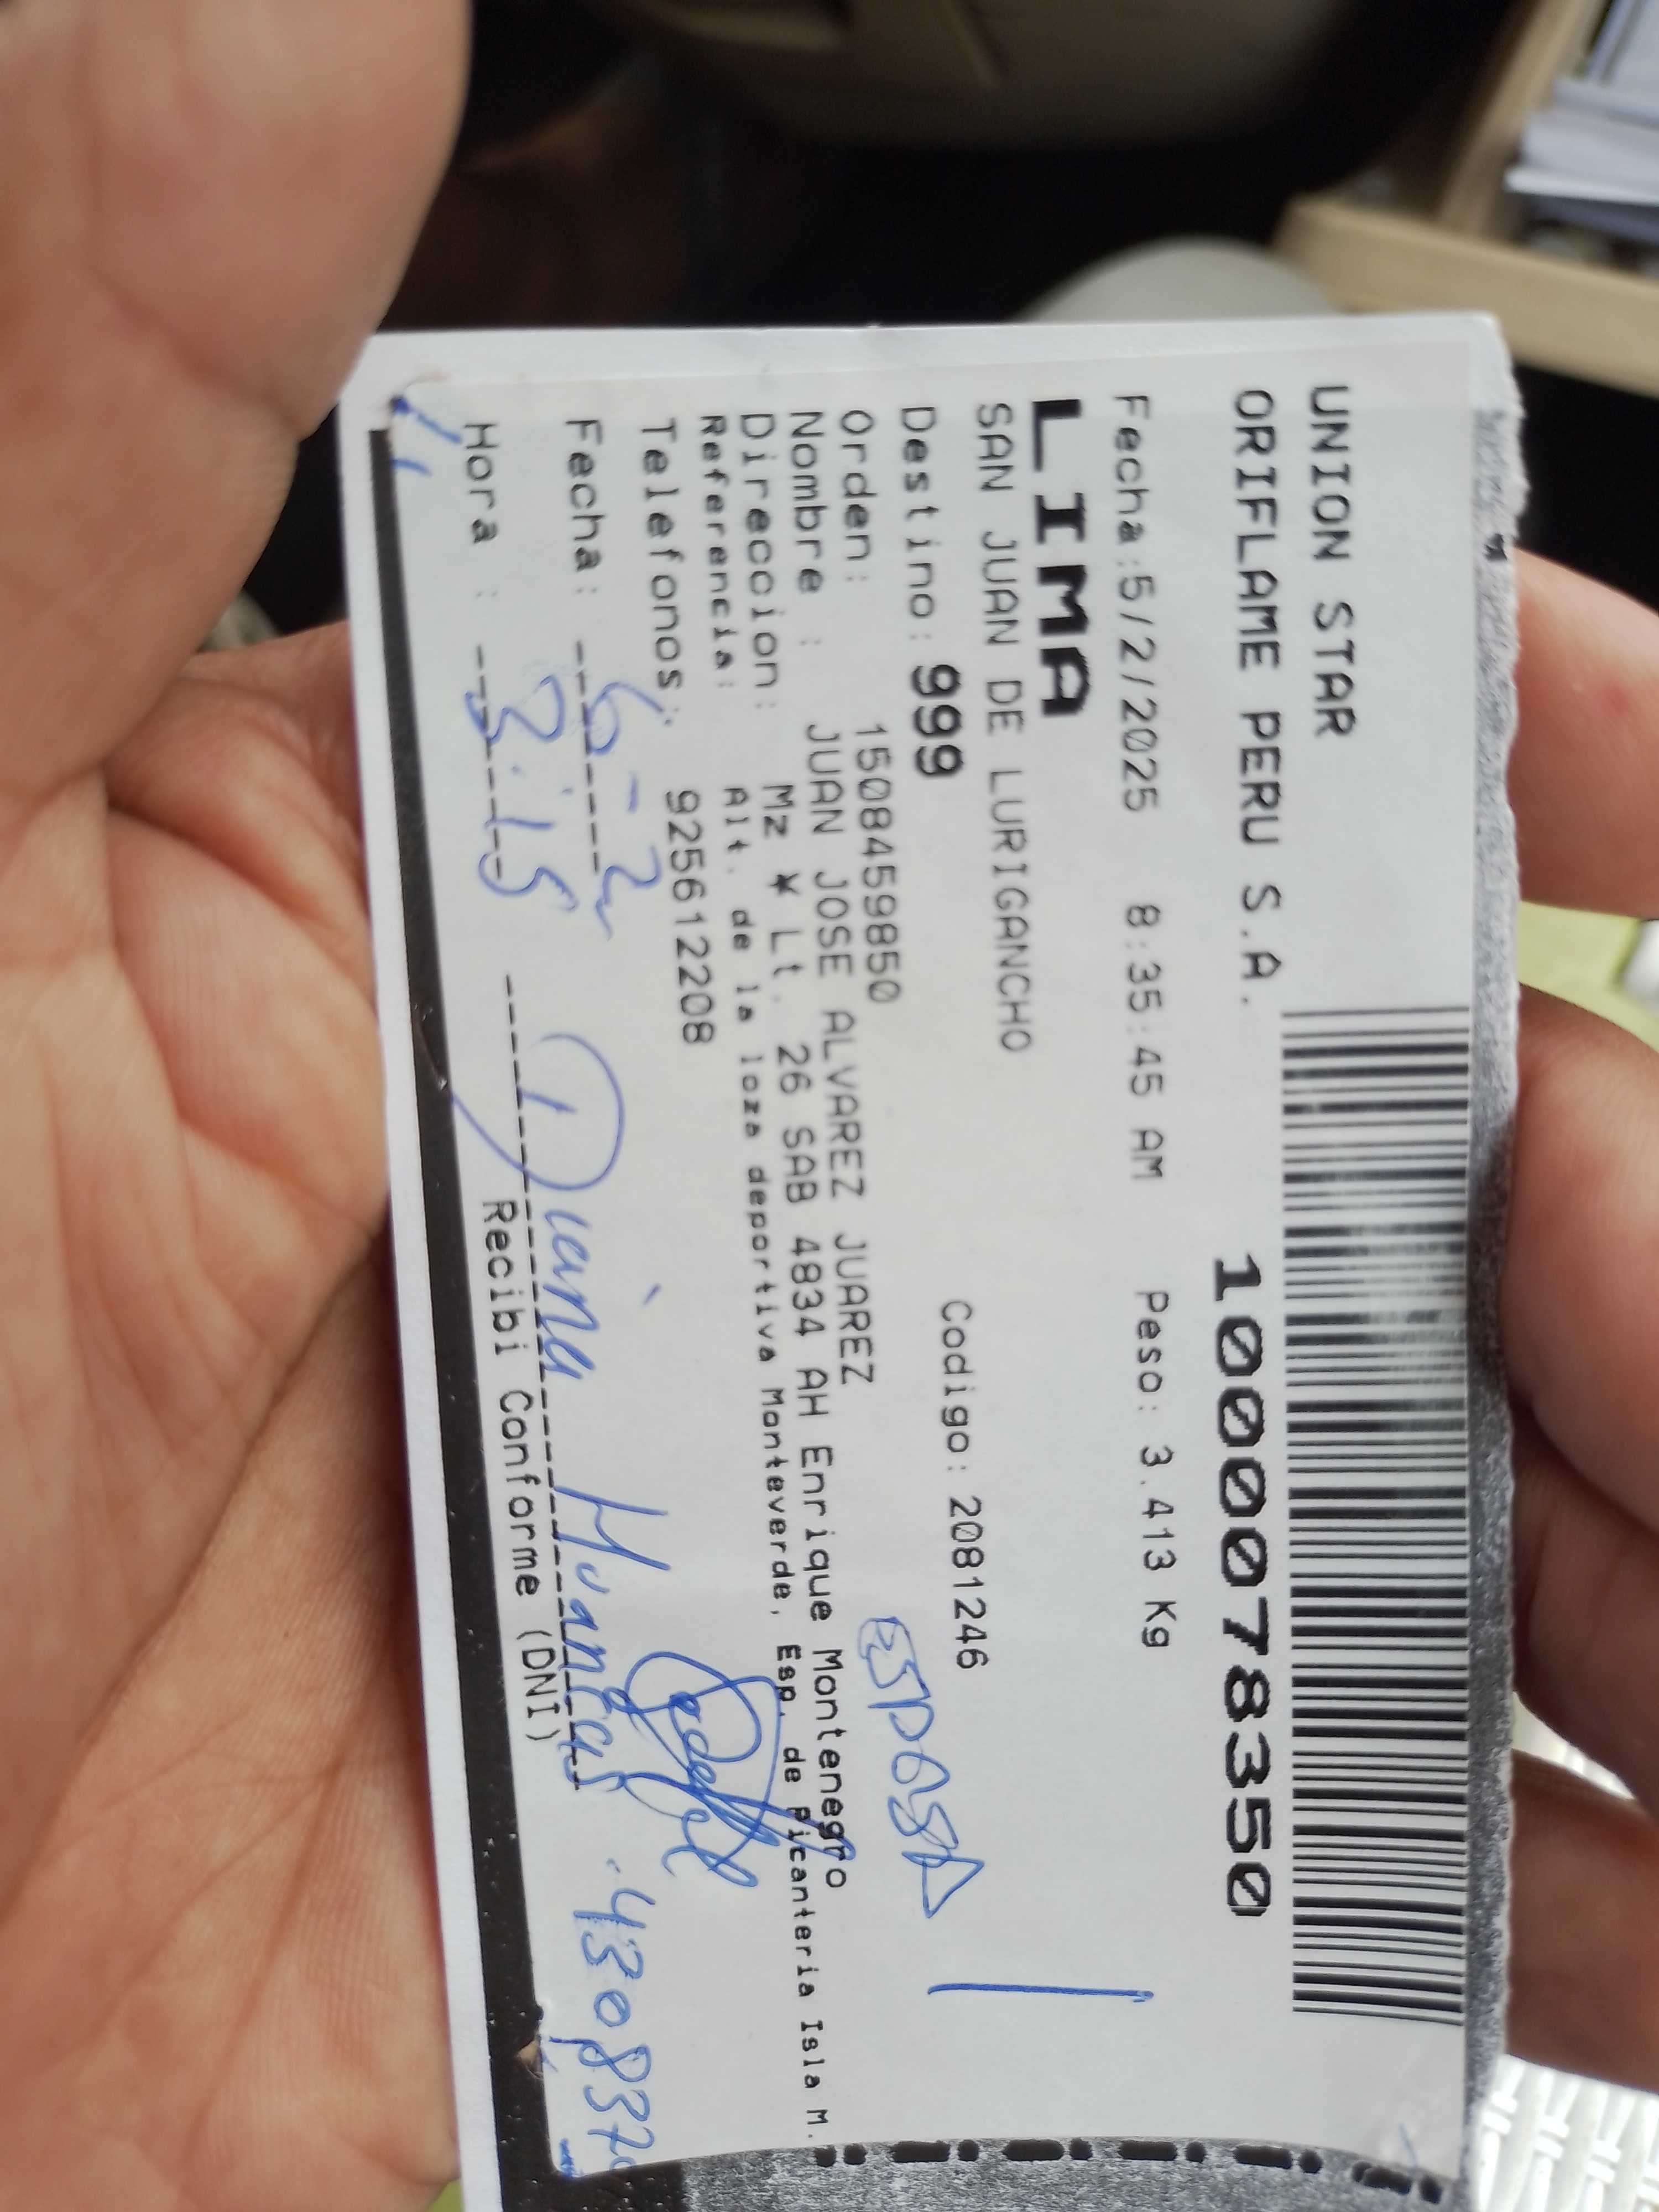 UNION STAR
ORIFLAME PERU S.A.
1000078350
Fecha:5/2/2025 8:35:45 AM Peso: 3.413 Kg
LIMA
SAN JUAN DE LURIGANCHO
Destino: 999 Codigo: 2081246
ESPOSA
Orden: 15084459850
Nombre : JUAN JOSE ALVAREZ JUAREZ
Direccion: Mz * Lt. 26 SAB 4834 AH Enrique Montenegro
Referencia: Alt. de la loza deportiva Monteverde, Esp. de Picanteria Isla M.
Telefonos: 925612208
Fecha: 6-2
Hora : 3:15
Recibi Conforme (DNI)